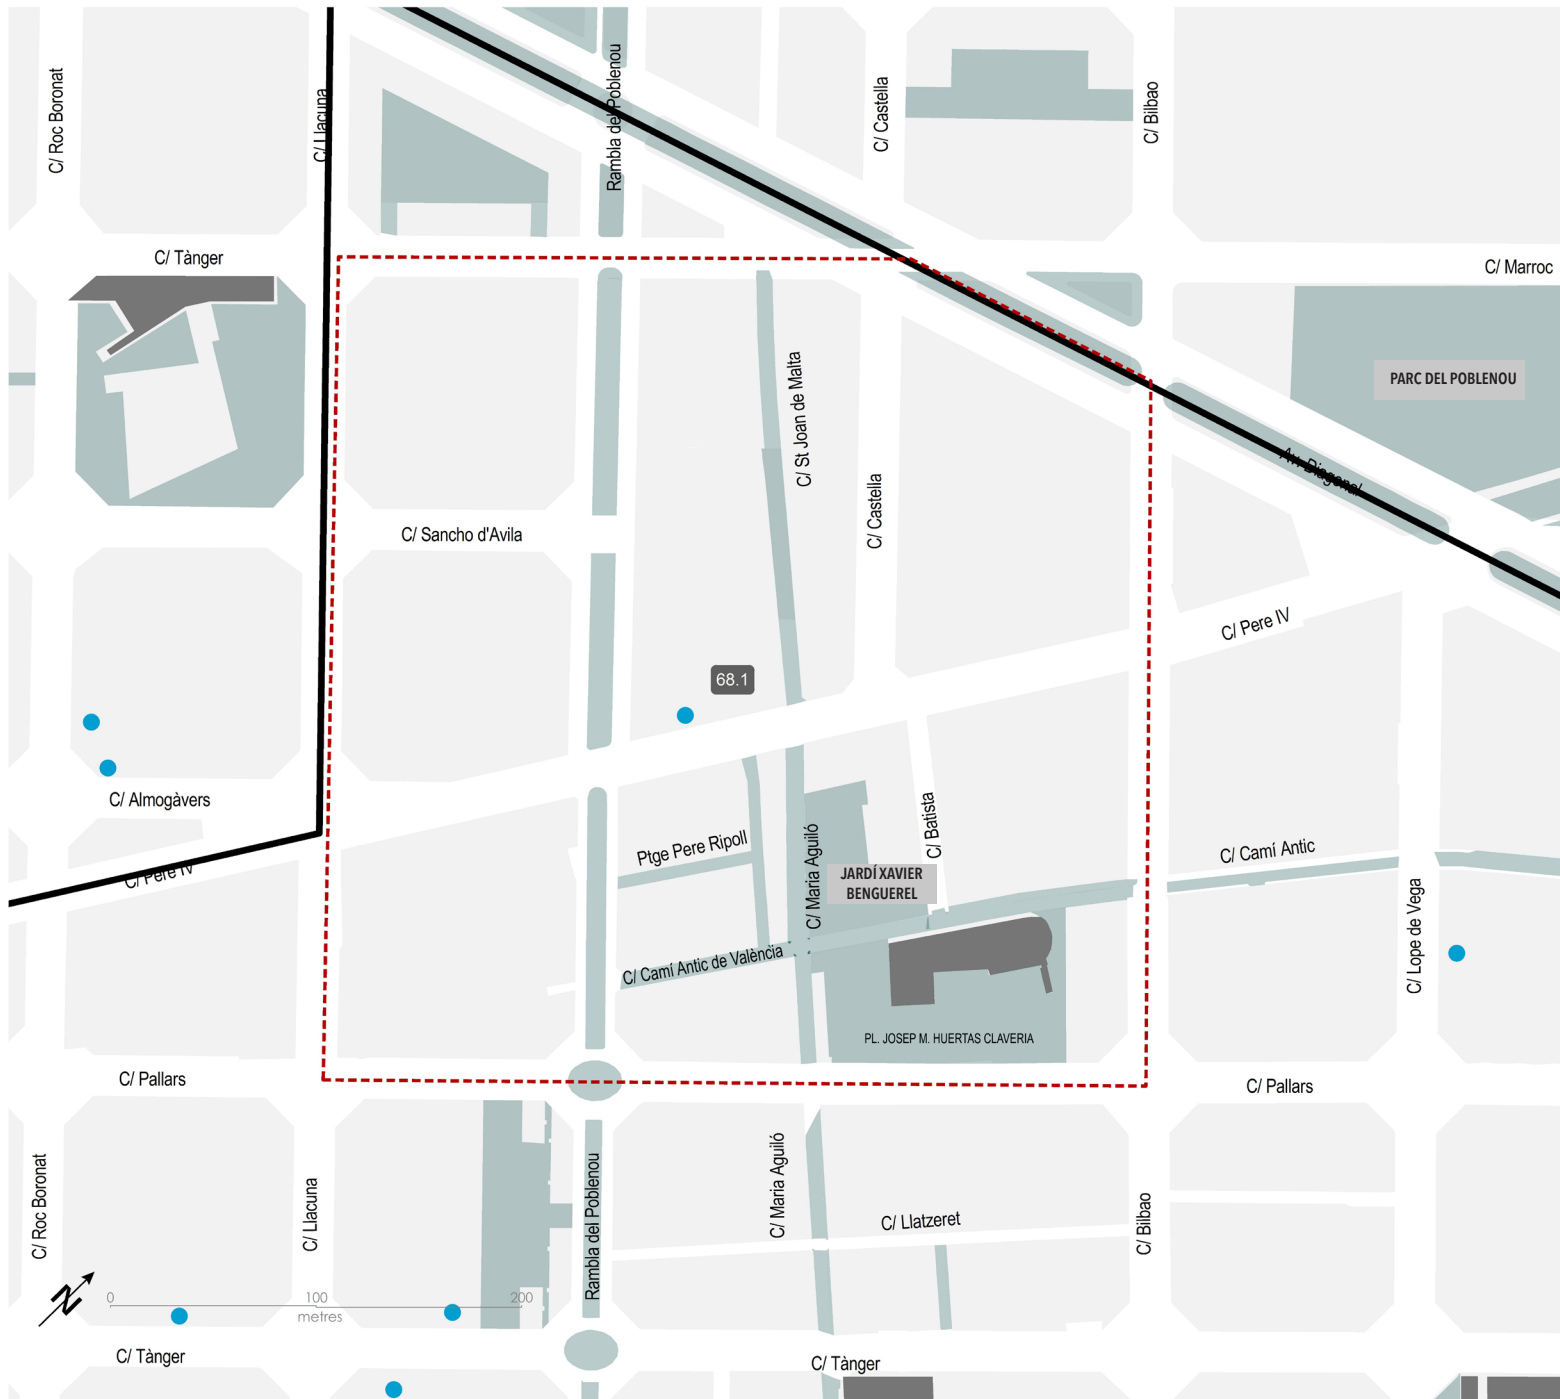 C/ Roc Boronat
C/ Llacuna
Rambla del Poblenou
C/ Castella
C/ Bilbao
C/ Tànger
C/ Marroc
C/ St Joan de Malta
PARC DEL POBLENOU
Av. Diagonal
C/ Castella
C/ Sancho d'Avila
C/ Pere IV
68.1
C/ Almogàvers
C/ Pere IV
Ptge Pere Ripoll
C/ Maria Aguiló
C/ Batista
JARDÍ XAVIER
BENGUEREL
C/ Camí Antic
C/ Lope de Vega
C/ Camí Antic de València
PL. JOSEP M. HUERTAS CLAVERIA
C/ Pallars
C/ Pallars
C/ Roc Boronat
C/ Llacuna
Rambla del Poblenou
C/ Maria Aguiló
C/ Llatzeret
C/ Bilbao
N
0 100 200
metres
C/ Tànger
C/ Tànger